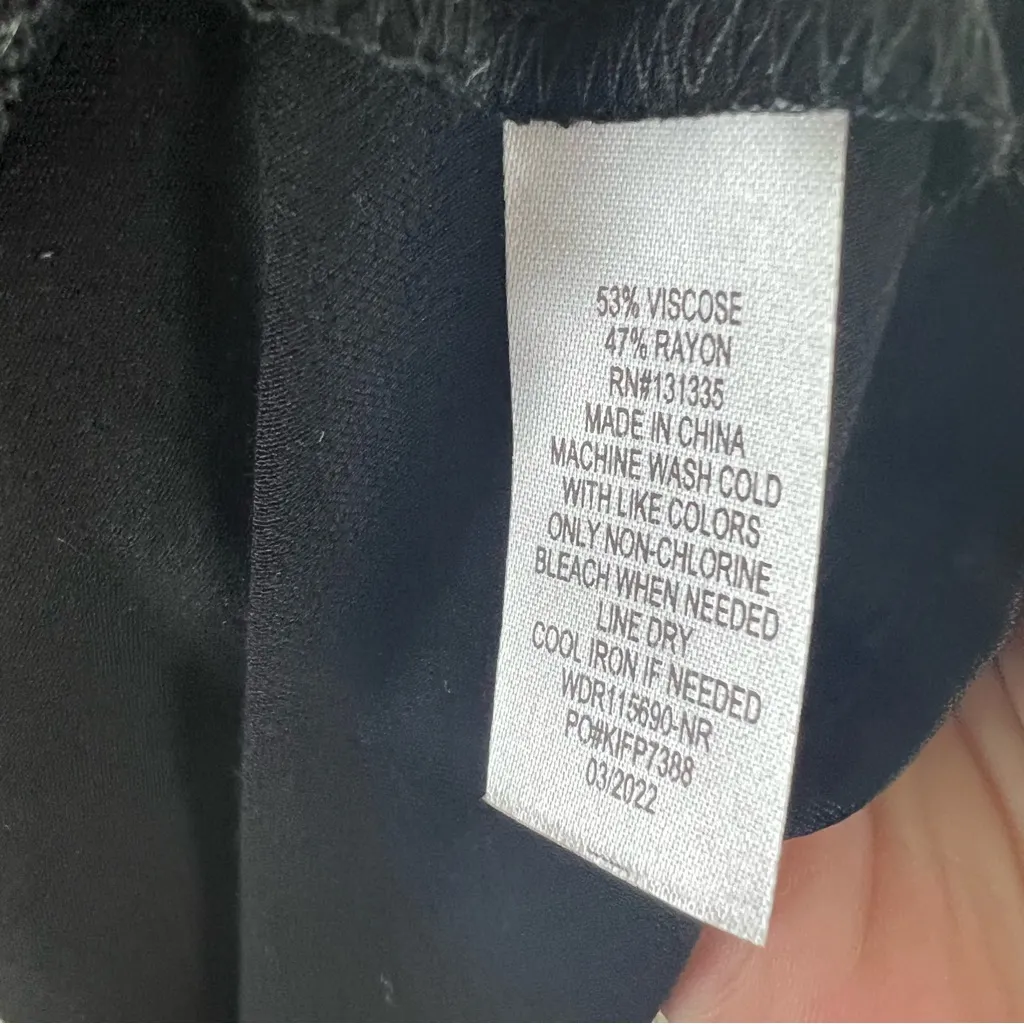 53% VISCOSE
47% RAYON
RN#131335
MADE IN CHINA
MACHINE WASH COLD
WITH LIKE COLORS
ONLY NON-CHLORINE
BLEACH WHEN NEEDED
LINE DRY
COOL IRON IF NEEDED
WDR115690-NR
PO#KIFP7388
03/2022